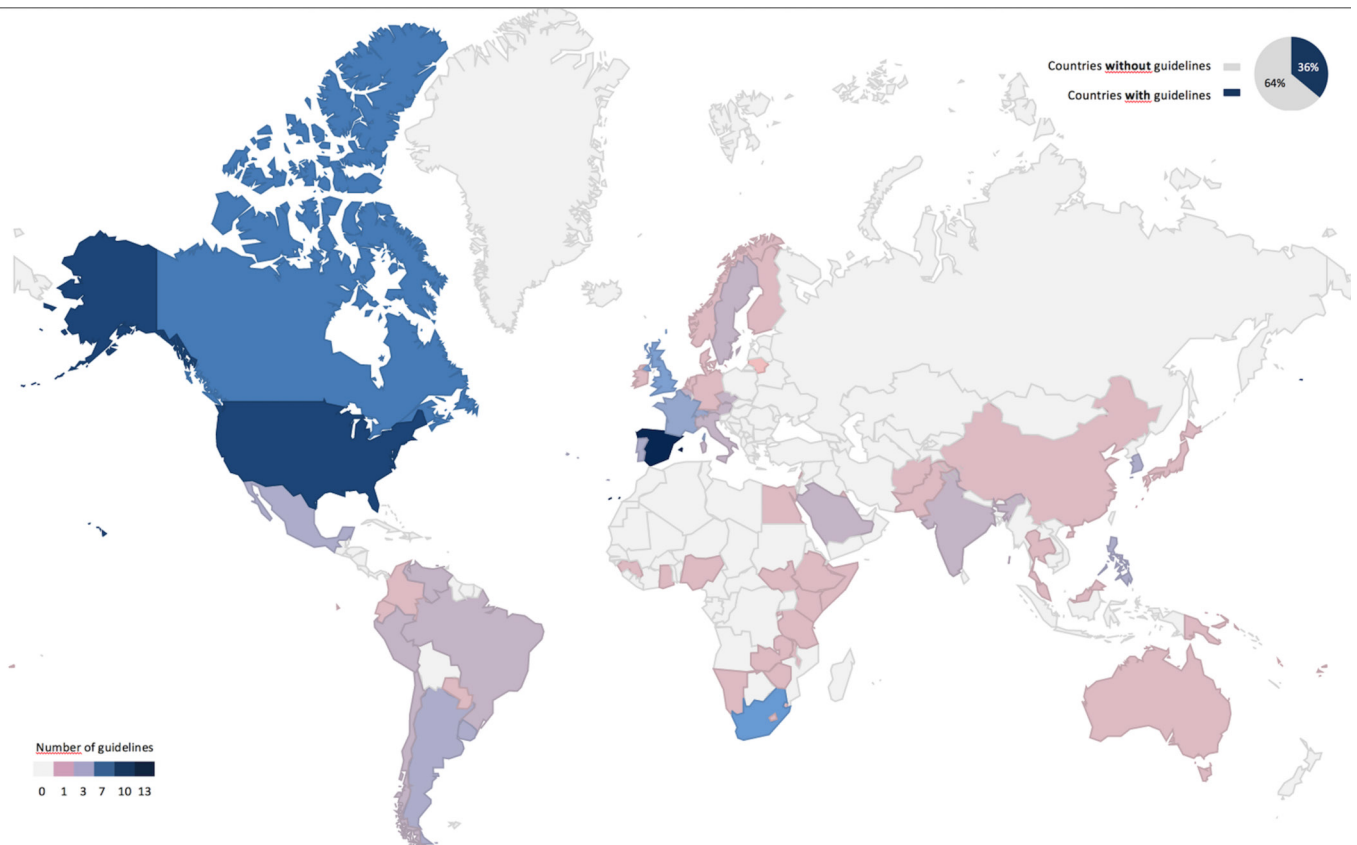 Countries without guidelines
Countries with guidelines
36%
64%
Number of guidelines
0 1 3 7 10 13